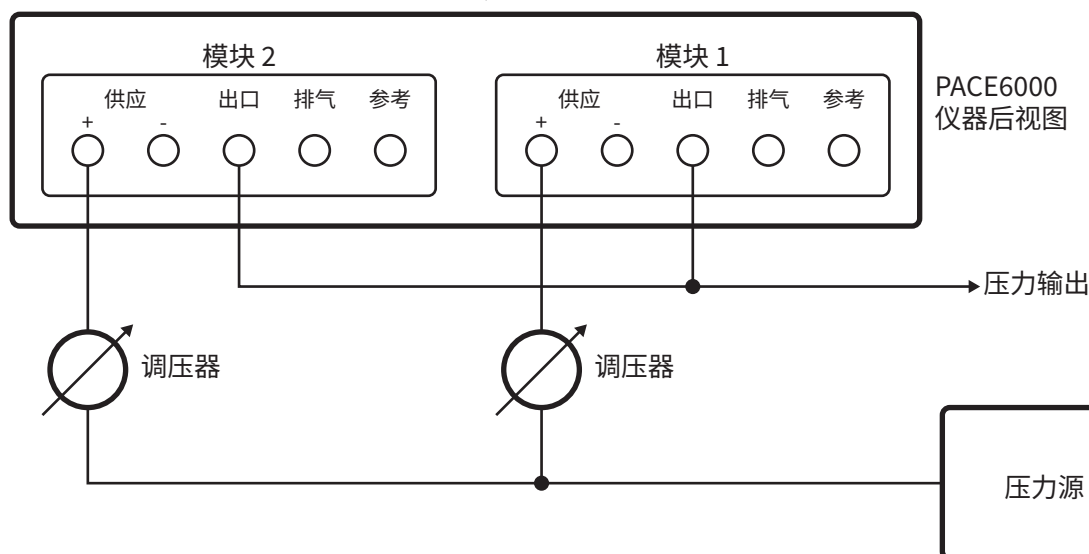 模块 2
模块 1
供应
出口
排气
参考
+
-
供应
出口
排气
参考
+
-
PACE6000
仪器后视图
压力输出
调压器
调压器
压力源